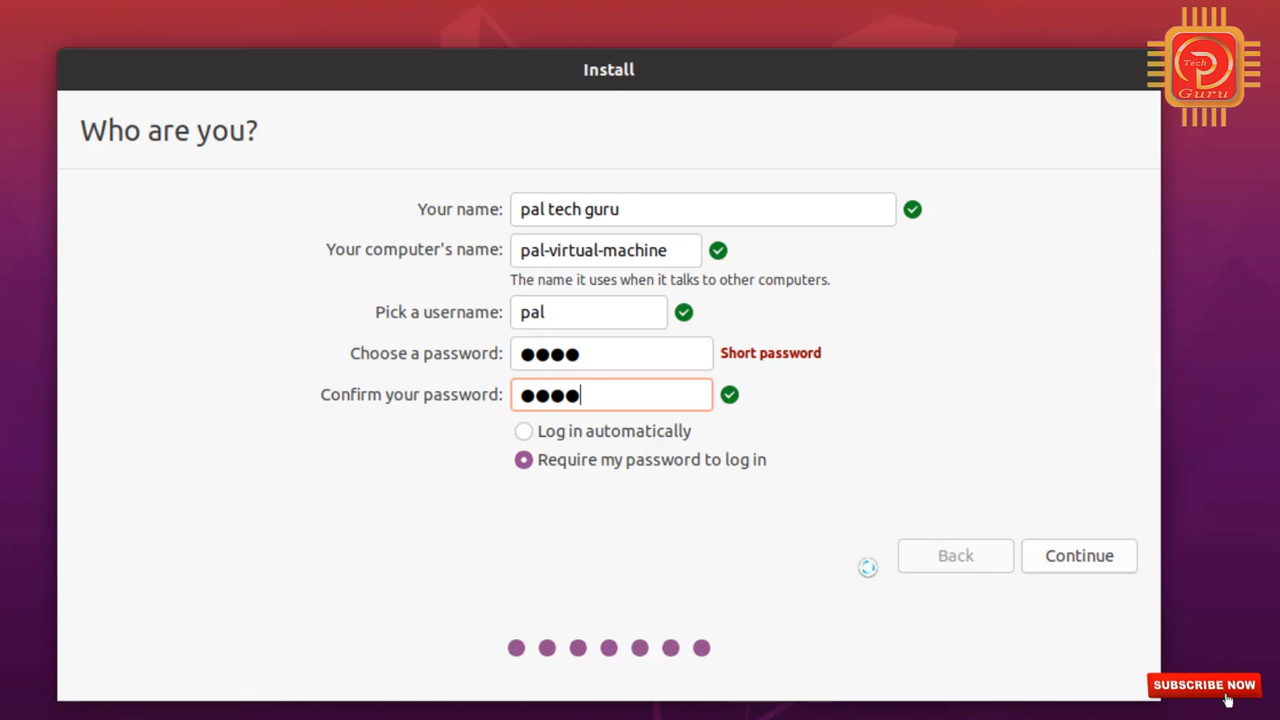 Install
Tech
Guru
Who are you?
Your name: pal tech guru
Your computer's name: pal-virtual-machine
The name it uses when it talks to other computers.
Pick a username: pal
Choose a password: ●●●● Short password
Confirm your password: ●●●●
Log in automatically
Require my password to log in
Back Continue
SUBSCRIBE NOW